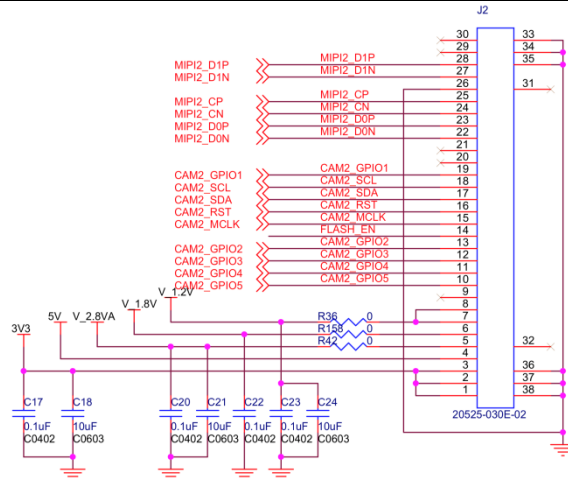 J2
30 33
29 34
MIPI2_D1P MIPI2_D1P 28 35
MIPI2_D1N MIPI2_D1N 27
26 31
MIPI2_CP MIPI2_CP 25
MIPI2_CN MIPI2_CN 24
MIPI2_D0P MIPI2_D0P 23
MIPI2_D0N MIPI2_D0N 22
21
20
CAM2_GPIO1 CAM2_GPIO1 19
CAM2_SCL CAM2_SCL 18
CAM2_SDA CAM2_SDA 17
CAM2_RST CAM2_RST 16
CAM2_MCLK CAM2_MCLK 15
FLASH_EN 14
CAM2_GPIO2 CAM2_GPIO2 13
CAM2_GPIO3 CAM2_GPIO3 12
CAM2_GPIO4 CAM2_GPIO4 11
CAM2_GPIO5 CAM2_GPIO5 10
V_1.2V 9
V_1.8V 8
5V V_2.8VA R36 0 7
3V3 R158 0 6
R42 0 5 32
4
3 36
2 37
1 38
C17 C18 C20 C21 C22 C23 C24 20525-030E-02
0.1uF 10uF 0.1uF 10uF 0.1uF 0.1uF 10uF
C0402 C0603 C0402 C0603 C0402 C0402 C0603